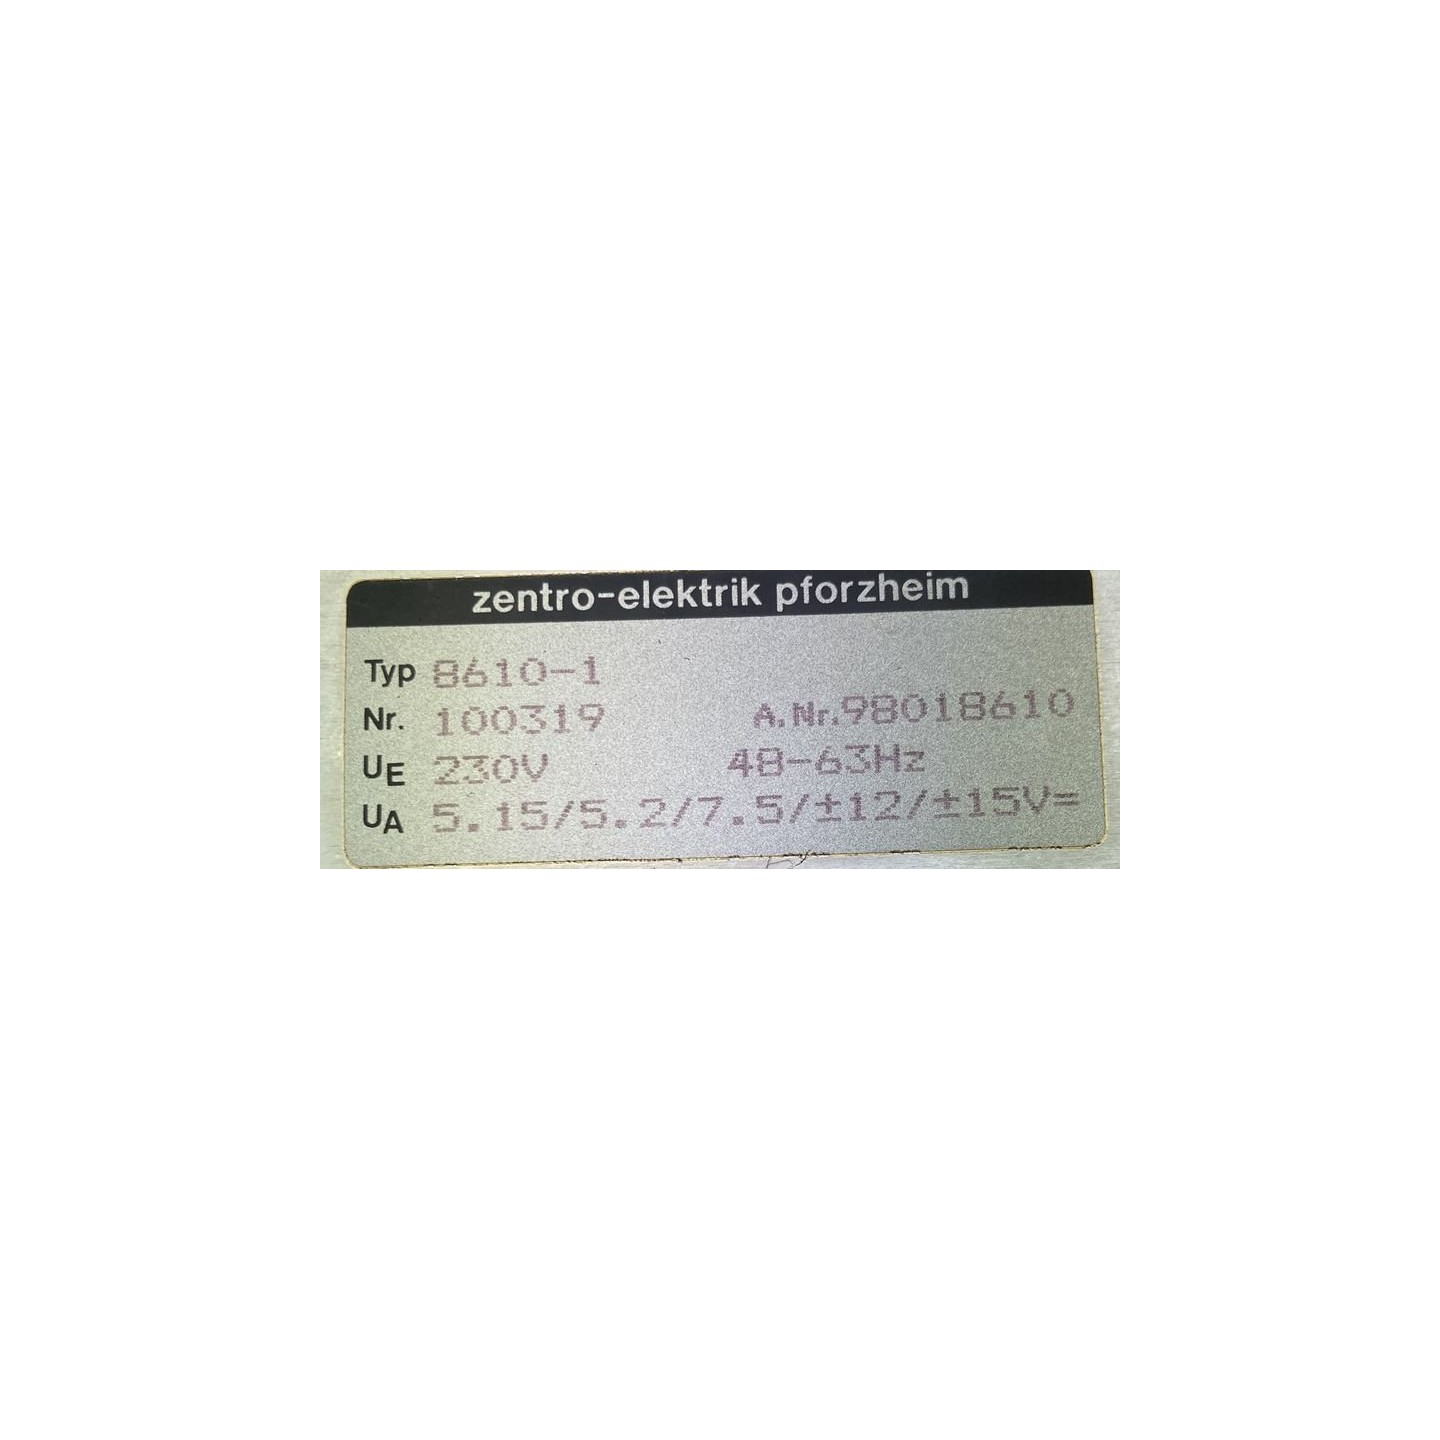 zentro-elektrik pforzheim
Typ 8610-1
Nr. 100319 A.Nr.98018610
UE 230V 48-63Hz
UA 5.15/5.2/7.5/±12/±15V=